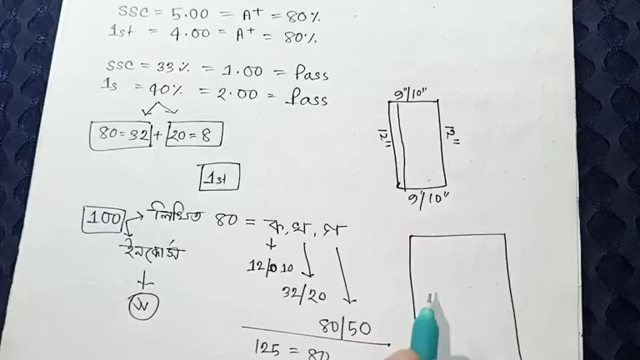 SSC = 5.00 = A+ = 80%
1st = 4.00 = A+ = 80%
SSC = 33% = 1.00 = Pass
1s = 40% = 2.00 = Pass
80=32 + 20=8
1st
100 → লিখিত 80 = ক, খ, গ
ইনকোর্স
12/ 10
32/20
80/50
125 = 80
9"/10"
12"
12"
9"/10"